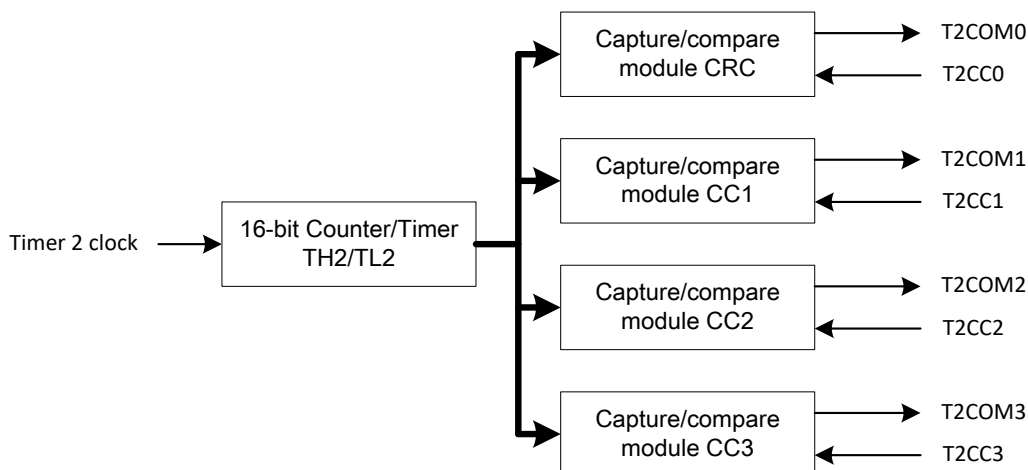 Capture/compare
module CRC
T2COM0
T2CC0
Capture/compare
module CC1
T2COM1
T2CC1
Timer 2 clock
16-bit Counter/Timer
TH2/TL2
Capture/compare
module CC2
T2COM2
T2CC2
Capture/compare
module CC3
T2COM3
T2CC3